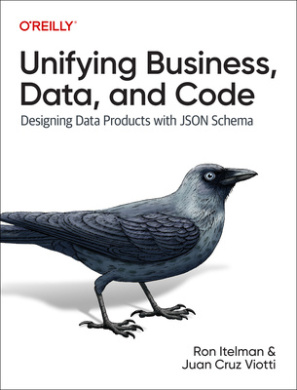 O'REILLY®
Unifying Business,
Data, and Code
Designing Data Products with JSON Schema
Ron Itelman &
Juan Cruz Viotti